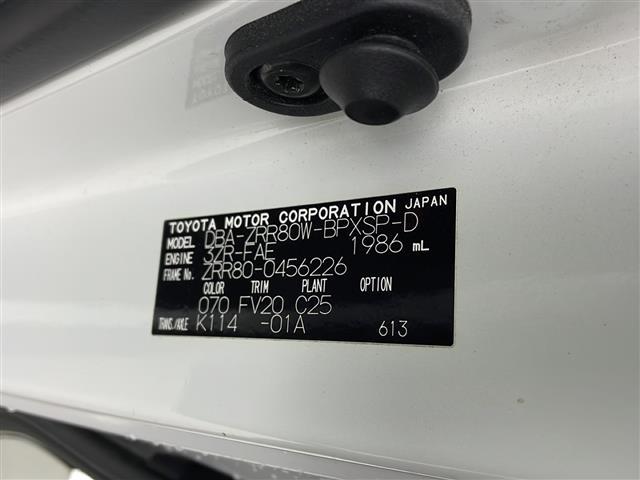 TOYOTA MOTOR CORPORATION JAPAN
MODEL DBA-ZRR80W-BPXSP-D
ENGINE 3ZR-FAE 1986 mL
FRAME No. ZRR80-0456226
COLOR TRIM PLANT OPTION
070 FV20 C25
TRANS./AXLE K114 -01A 613